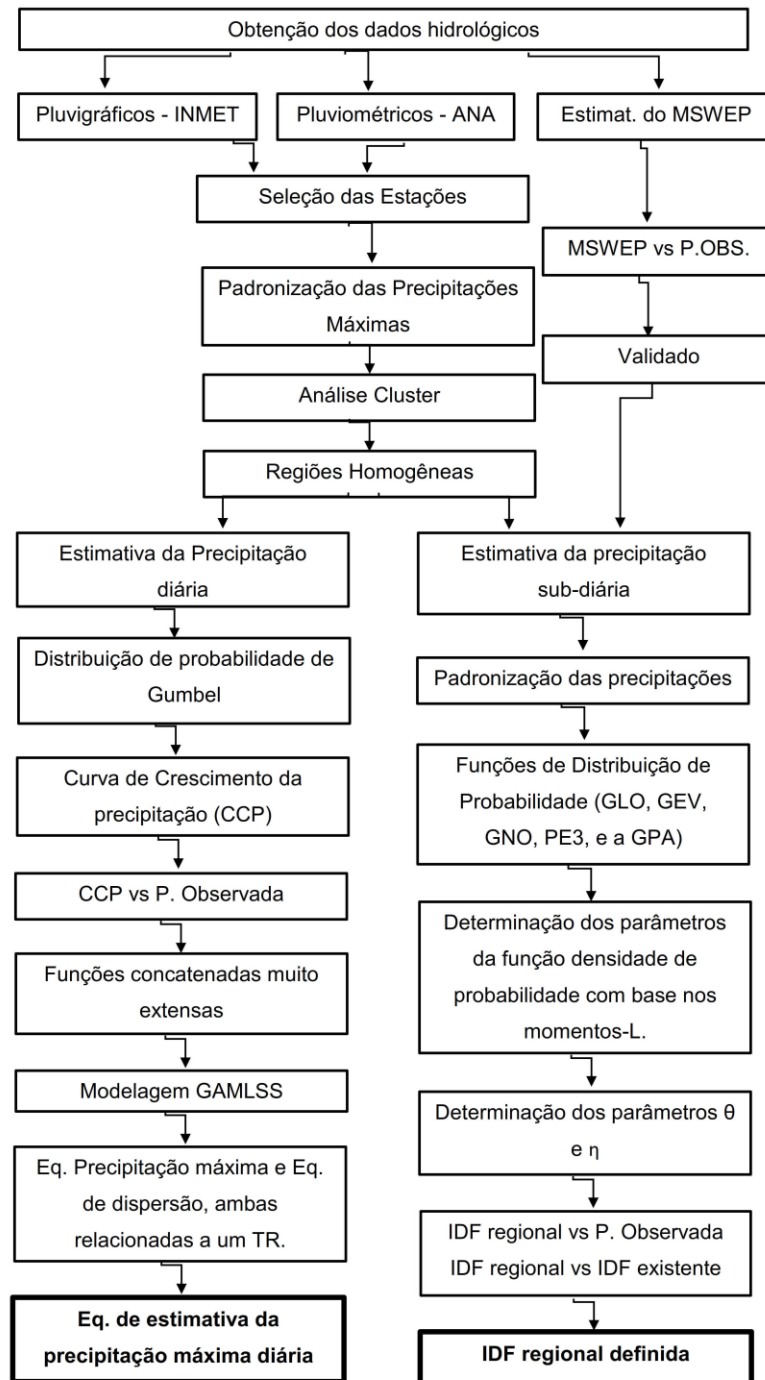 Obtenção dos dados hidrológicos
Pluvigráficos - INMET
Pluviométricos - ANA
Estimat. do MSWEP
Seleção das Estações
MSWEP vs P.OBS.
Padronização das Precipitações
Máximas
Validado
Análise Cluster
Regiões Homogêneas
Estimativa da Precipitação
diária
Distribuição de probabilidade de
Gumbel
Curva de Crescimento da
precipitação (CCP)
CCP vs P. Observada
Funções concatenadas muito
extensas
Modelagem GAMLSS
Eq. Precipitação máxima e Eq.
de dispersão, ambas
relacionadas a um TR.
Eq. de estimativa da
precipitação máxima diária
Estimativa da precipitação
sub-diária
Padronização das precipitações
Funções de Distribuição de
Probabilidade (GLO, GEV,
GNO, PE3, e a GPA)
Determinação dos parâmetros
da função densidade de
probabilidade com base nos
momentos-L.
Determinação dos parâmetros θ
e η
IDF regional vs P. Observada
IDF regional vs IDF existente
IDF regional definida